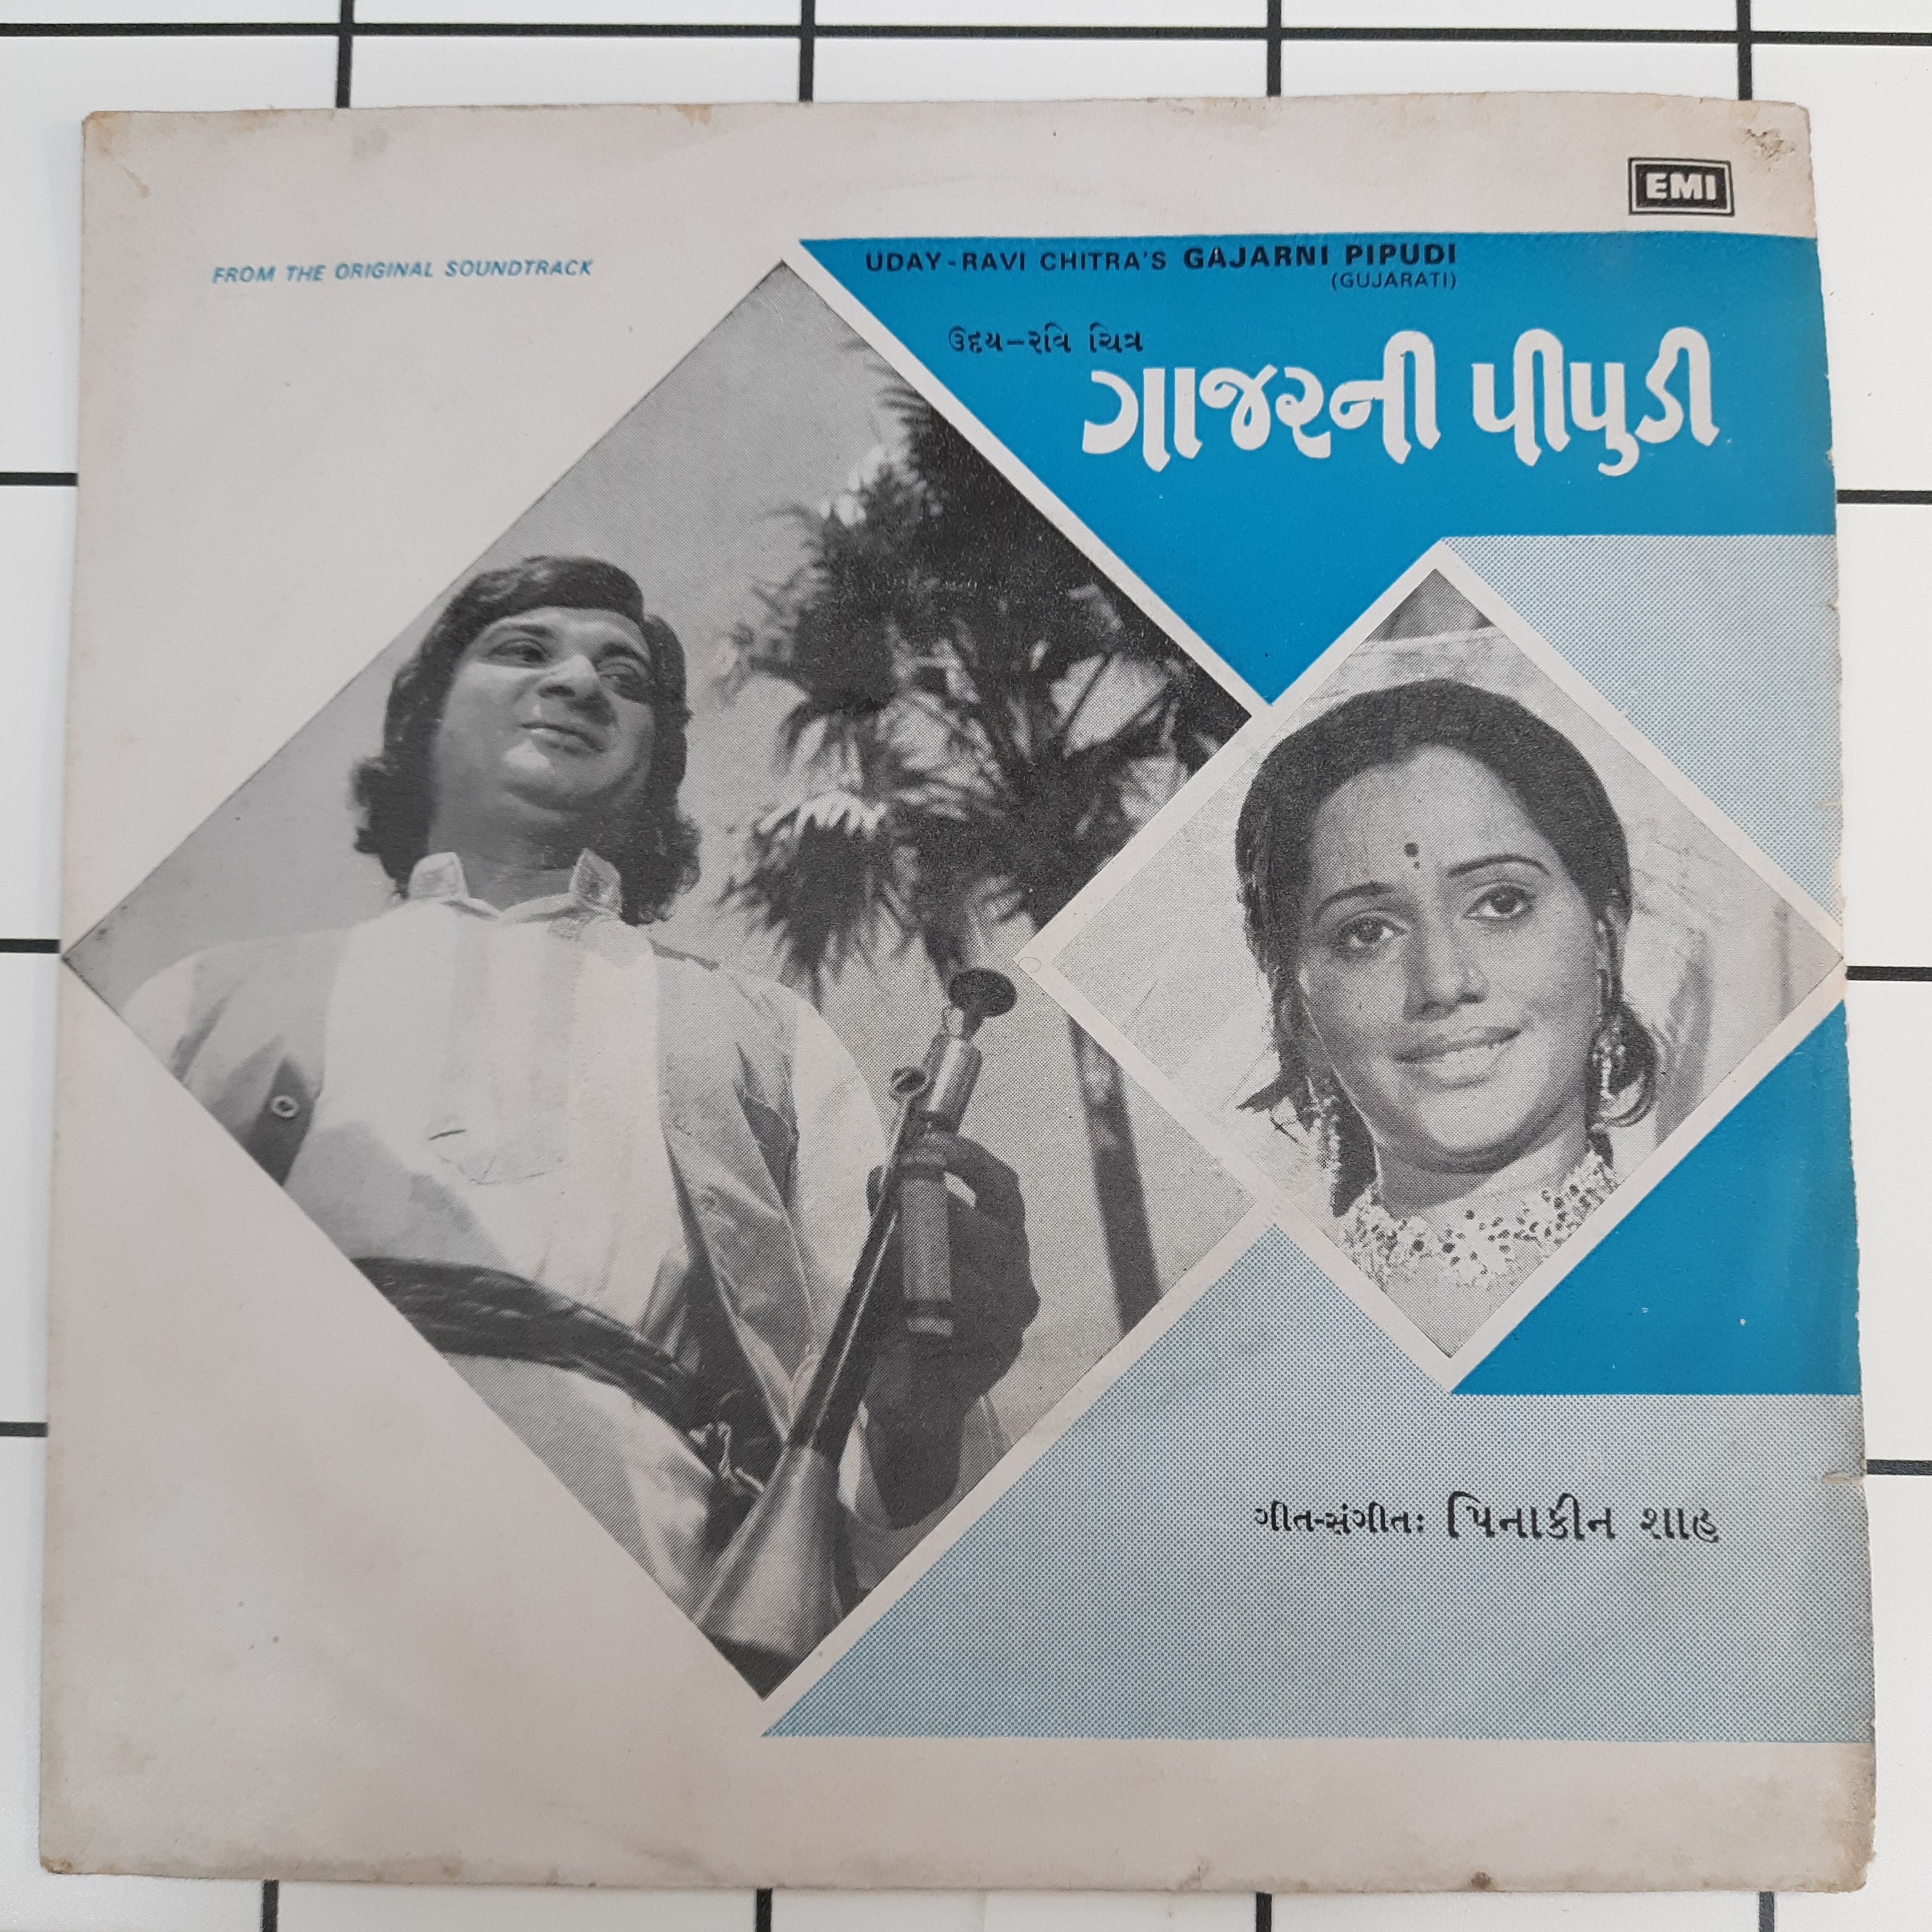 EMI
FROM THE ORIGINAL SOUNDTRACK
UDAY-RAVI CHITRA'S GAJARNI PIPUDI
(GUJARATI)
ઉદય-રવિ ચિત્ર
ગાજરની પીપુડી
ગીત-સંગીત: પિનાકીન શાહ